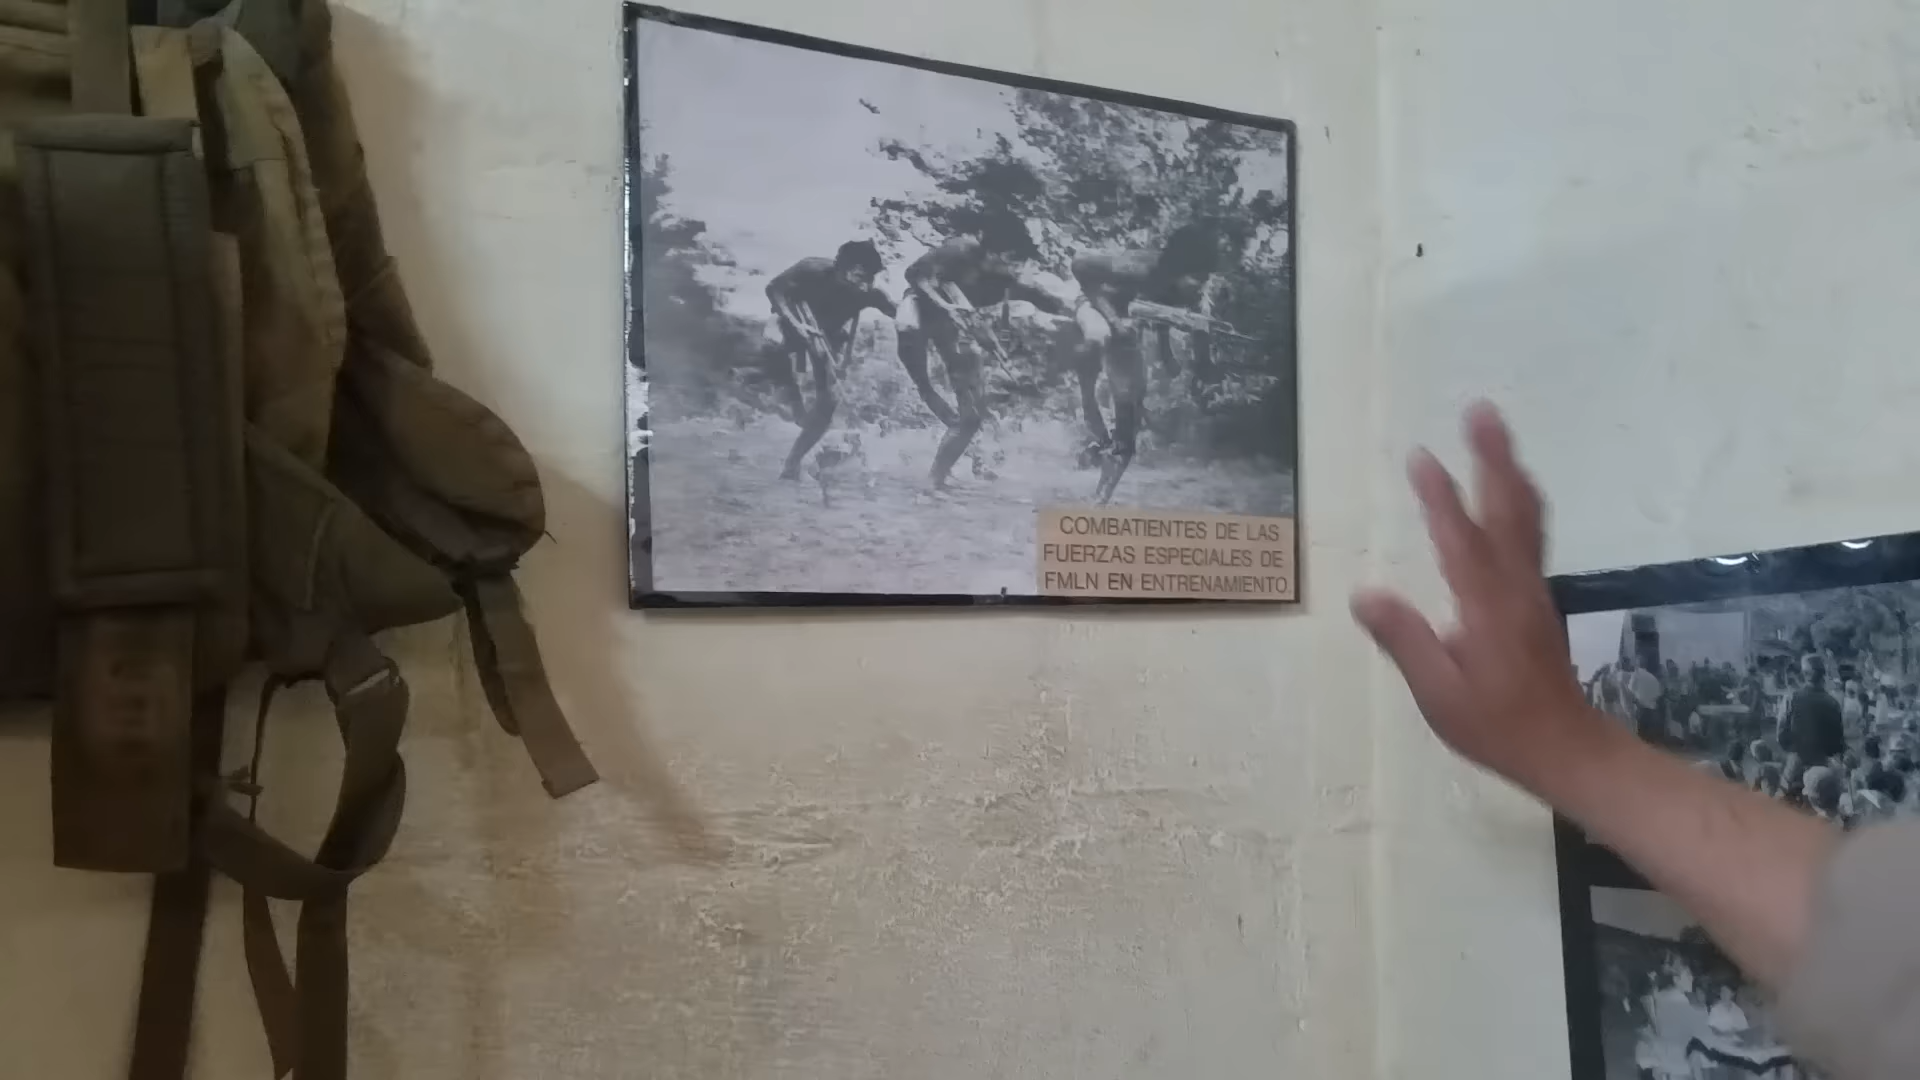 COMBATIENTES DE LAS
FUERZAS ESPECIALES DE
FMLN EN ENTRENAMIENTO.